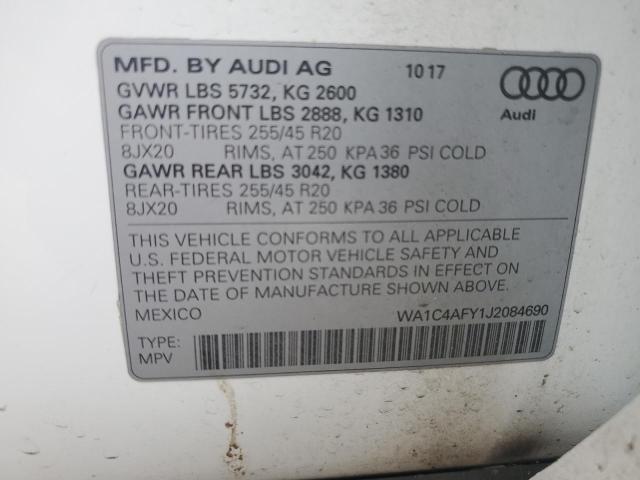 MFD. BY AUDI AG 10 17
GVWR LBS 5732, KG 2600
GAWR FRONT LBS 2888, KG 1310
FRONT-TIRES 255/45 R20
8JX20 RIMS, AT 250 KPA 36 PSI COLD
GAWR REAR LBS 3042, KG 1380
REAR-TIRES 255/45 R20
8JX20 RIMS, AT 250 KPA 36 PSI COLD
Audi
THIS VEHICLE CONFORMS TO ALL APPLICABLE
U.S. FEDERAL MOTOR VEHICLE SAFETY AND
THEFT PREVENTION STANDARDS IN EFFECT ON
THE DATE OF MANUFACTURE SHOWN ABOVE.
MEXICO WA1C4AFY1J2084690
TYPE:
MPV